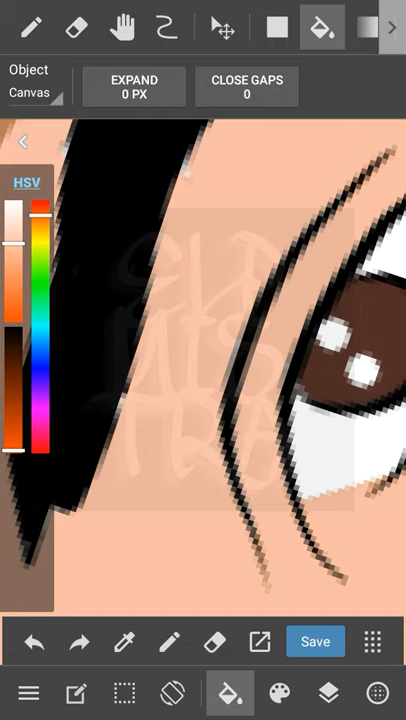 Object
EXPAND
0 PX
CLOSE GAPS
0
Canvas
HSV
Save